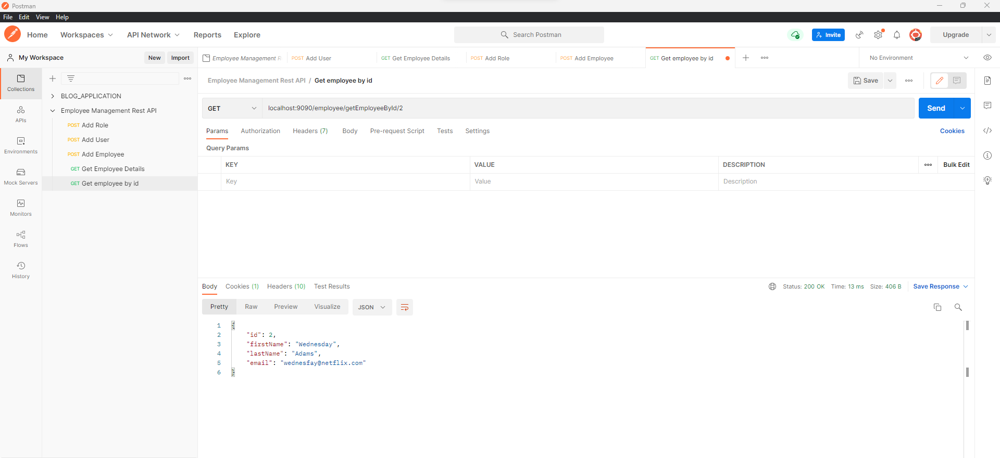 Postman
File Edit View Help
Home Workspaces API Network Reports Explore Search Postman Invite Upgrade
My Workspace New Import
Employee Management R POST Add User GET Get Employee Details POST Add Role POST Add Employee GET Get employee by id No Environment
Collections
APIs
Environments
Mock Servers
Monitors
Flows
History
BLOG_APPLICATION
Employee Management Rest API
POST Add Role
POST Add User
POST Add Employee
GET Get Employee Details
GET Get employee by id
Employee Management Rest API / Get employee by id Save
GET localhost:9090/employee/getEmployeeById/2 Send
Params Authorization Headers (7) Body Pre-request Script Tests Settings Cookies
Query Params
KEY VALUE DESCRIPTION Bulk Edit
Key Value Description
Body Cookies (1) Headers (10) Test Results Status: 200 OK Time: 13 ms Size: 406 B Save Response
Pretty Raw Preview Visualize JSON
1 {
2 "id": 2,
3 "firstName": "Wednesday",
4 "lastName": "Adams",
5 "email": "wednesfay@netflix.com"
6 }